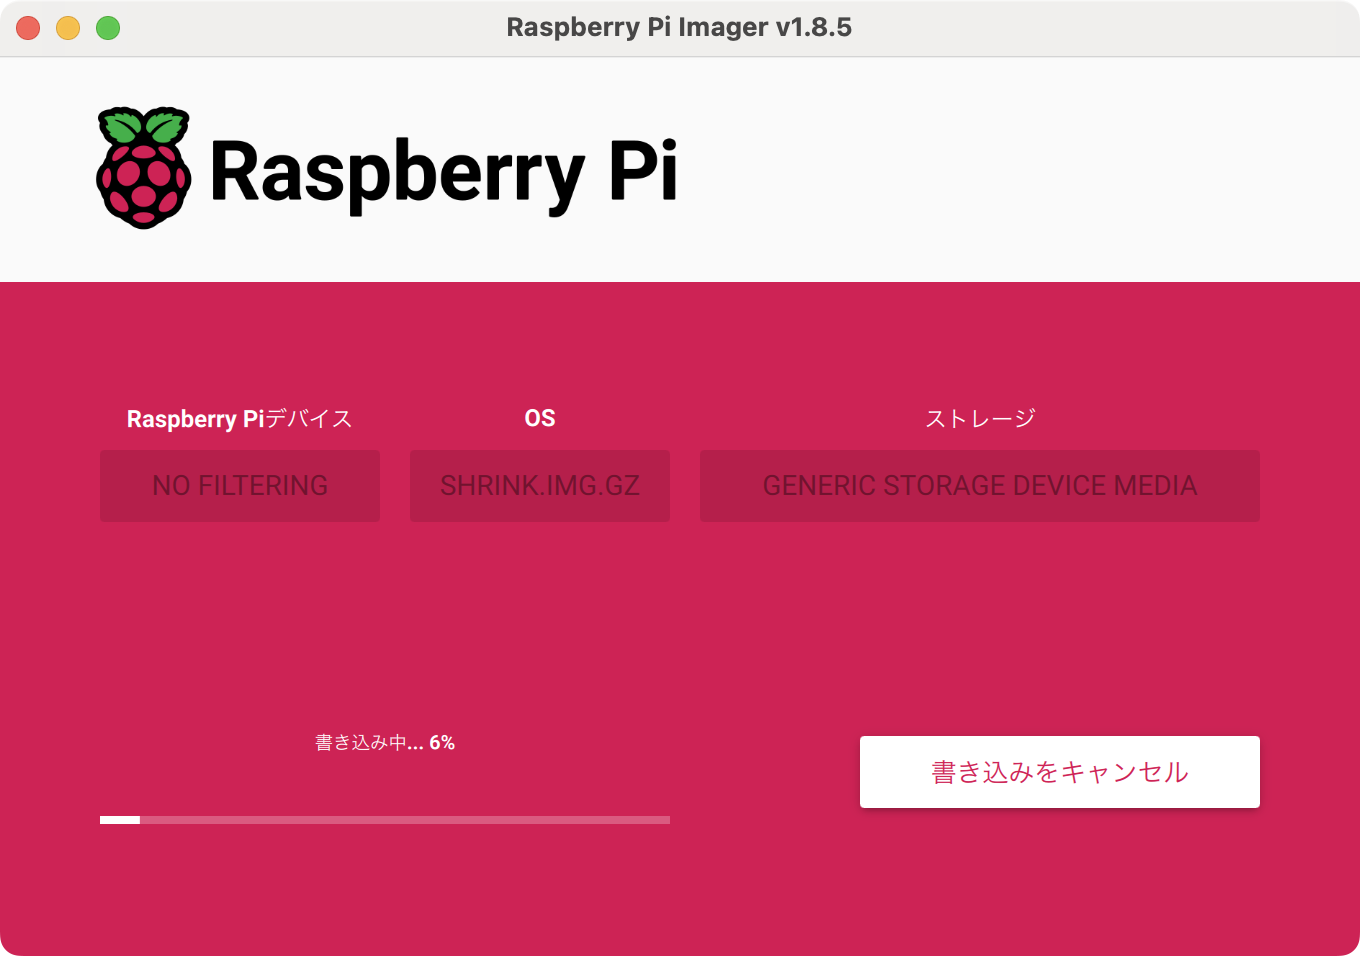 Raspberry Pi Imager v1.8.5
Raspberry Pi
Raspberry Piデバイス
OS
ストレージ
NO FILTERING
SHRINK.IMG.GZ
GENERIC STORAGE DEVICE MEDIA
書き込み中... 6%
書き込みをキャンセル